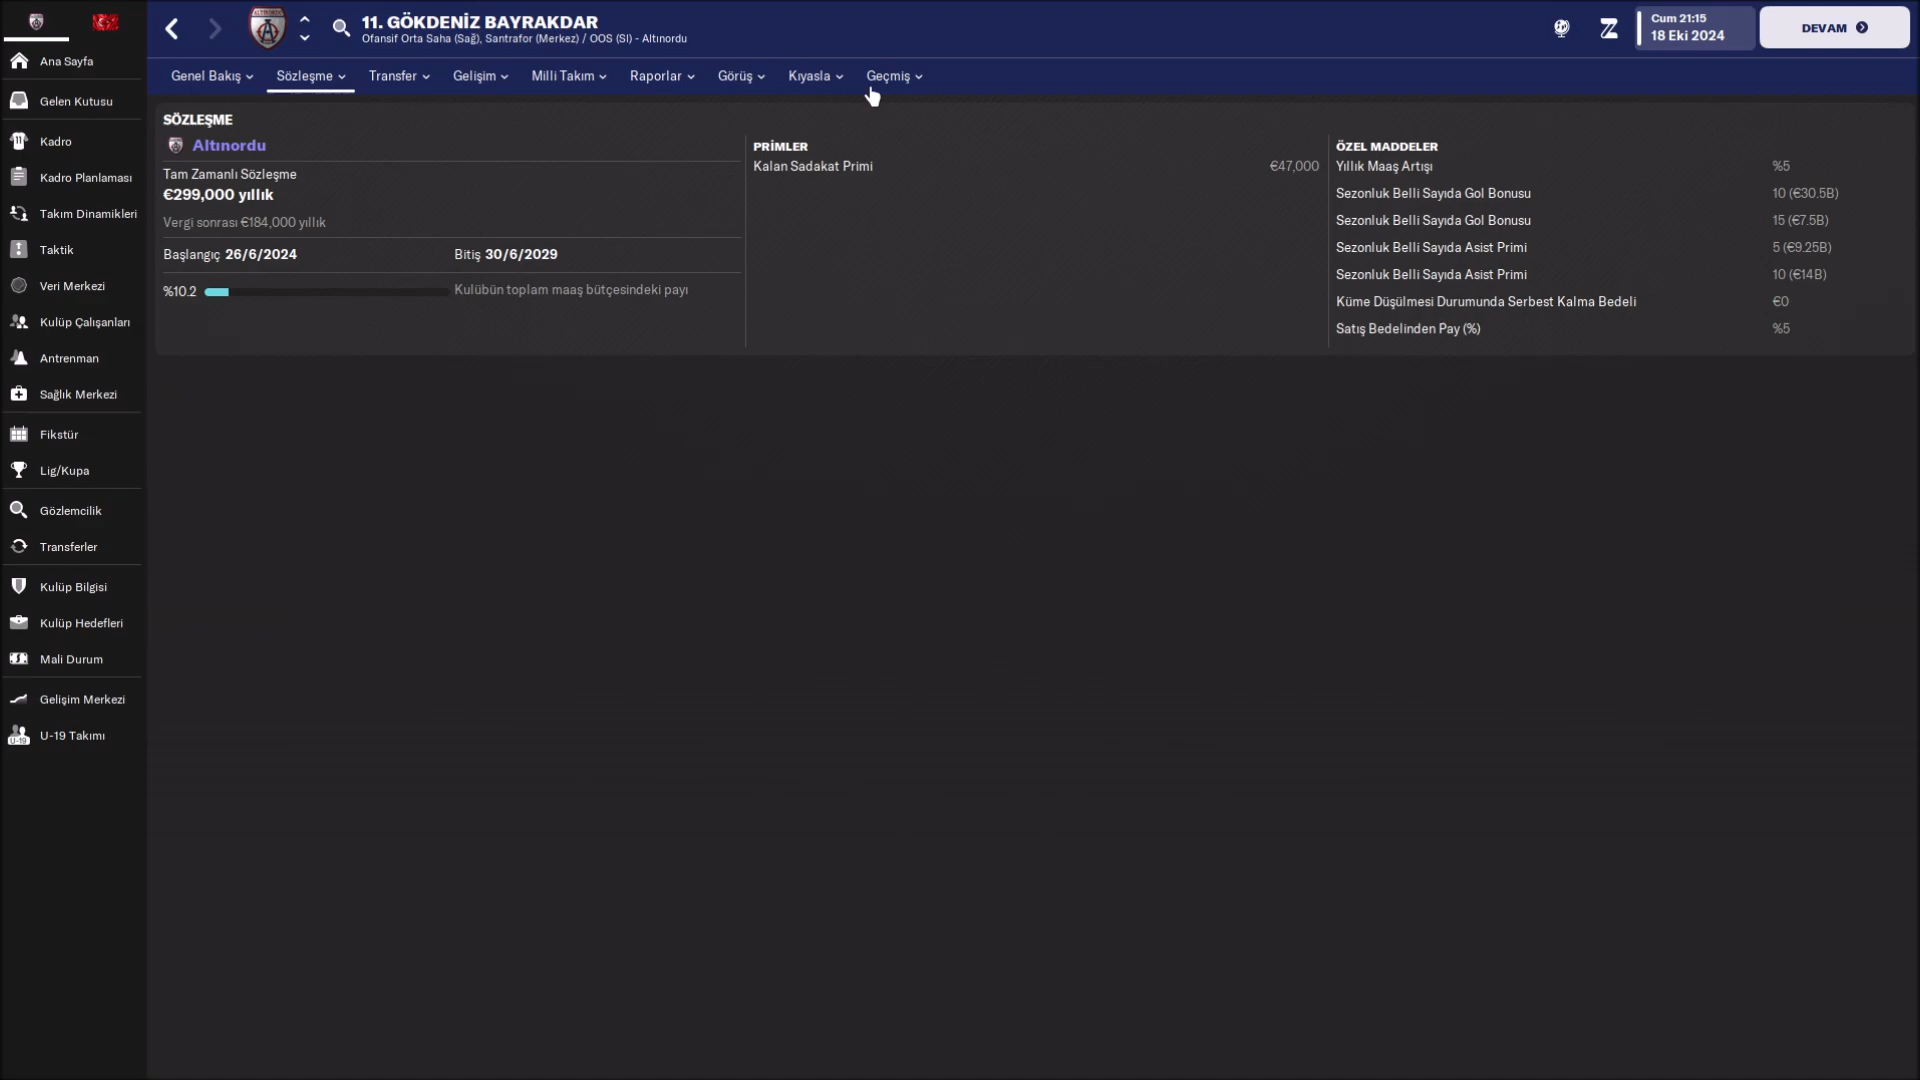 11. GÖKDENİZ BAYRAKDAR
Ofansif Orta Saha (Sağ), Santrafor (Merkez) / OOS (Sl) - Altınordu
Cum 21:15
18 Eki 2024
DEVAM
Ana Sayfa
Gelen Kutusu
Kadro
Kadro Planlaması
Takım Dinamikleri
Taktik
Veri Merkezi
Kulüp Çalışanları
Antrenman
Sağlık Merkezi
Fikstür
Lig/Kupa
Gözlemcilik
Transferler
Kulüp Bilgisi
Kulüp Hedefleri
Mali Durum
Gelişim Merkezi
U-19 Takımı
Genel Bakış Sözleşme Transfer Gelişim Milli Takım Raporlar Görüş Kıyasla Geçmiş
SÖZLEŞME
Altınordu
Tam Zamanlı Sözleşme
€299,000 yıllık
Vergi sonrası €184,000 yıllık
Başlangıç 26/6/2024 Bitiş 30/6/2029
%10.2 Kulübün toplam maaş bütçesindeki payı
PRİMLER
Kalan Sadakat Primi €47,000
ÖZEL MADDELER
Yıllık Maaş Artışı %5
Sezonluk Belli Sayıda Gol Bonusu 10 (€30.5B)
Sezonluk Belli Sayıda Gol Bonusu 15 (€7.5B)
Sezonluk Belli Sayıda Asist Primi 5 (€9.25B)
Sezonluk Belli Sayıda Asist Primi 10 (€14B)
Küme Düşülmesi Durumunda Serbest Kalma Bedeli €0
Satış Bedelinden Pay (%) %5